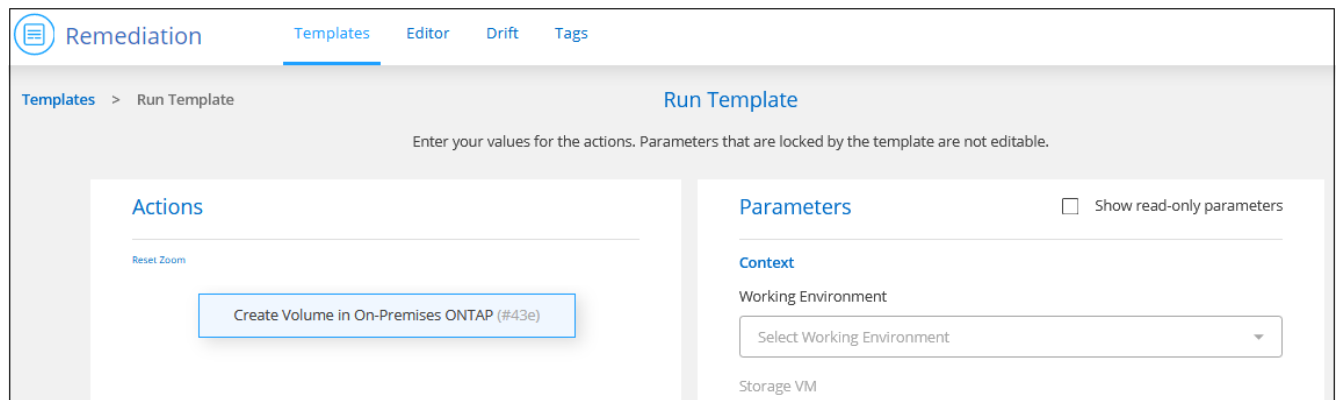 Remediation
Templates Editor Drift Tags
Templates > Run Template
Run Template
Enter your values for the actions. Parameters that are locked by the template are not editable.
Actions
Reset Zoom
Create Volume in On-Premises ONTAP (#43e)
Parameters
Show read-only parameters
Context
Working Environment
Select Working Environment
Storage VM